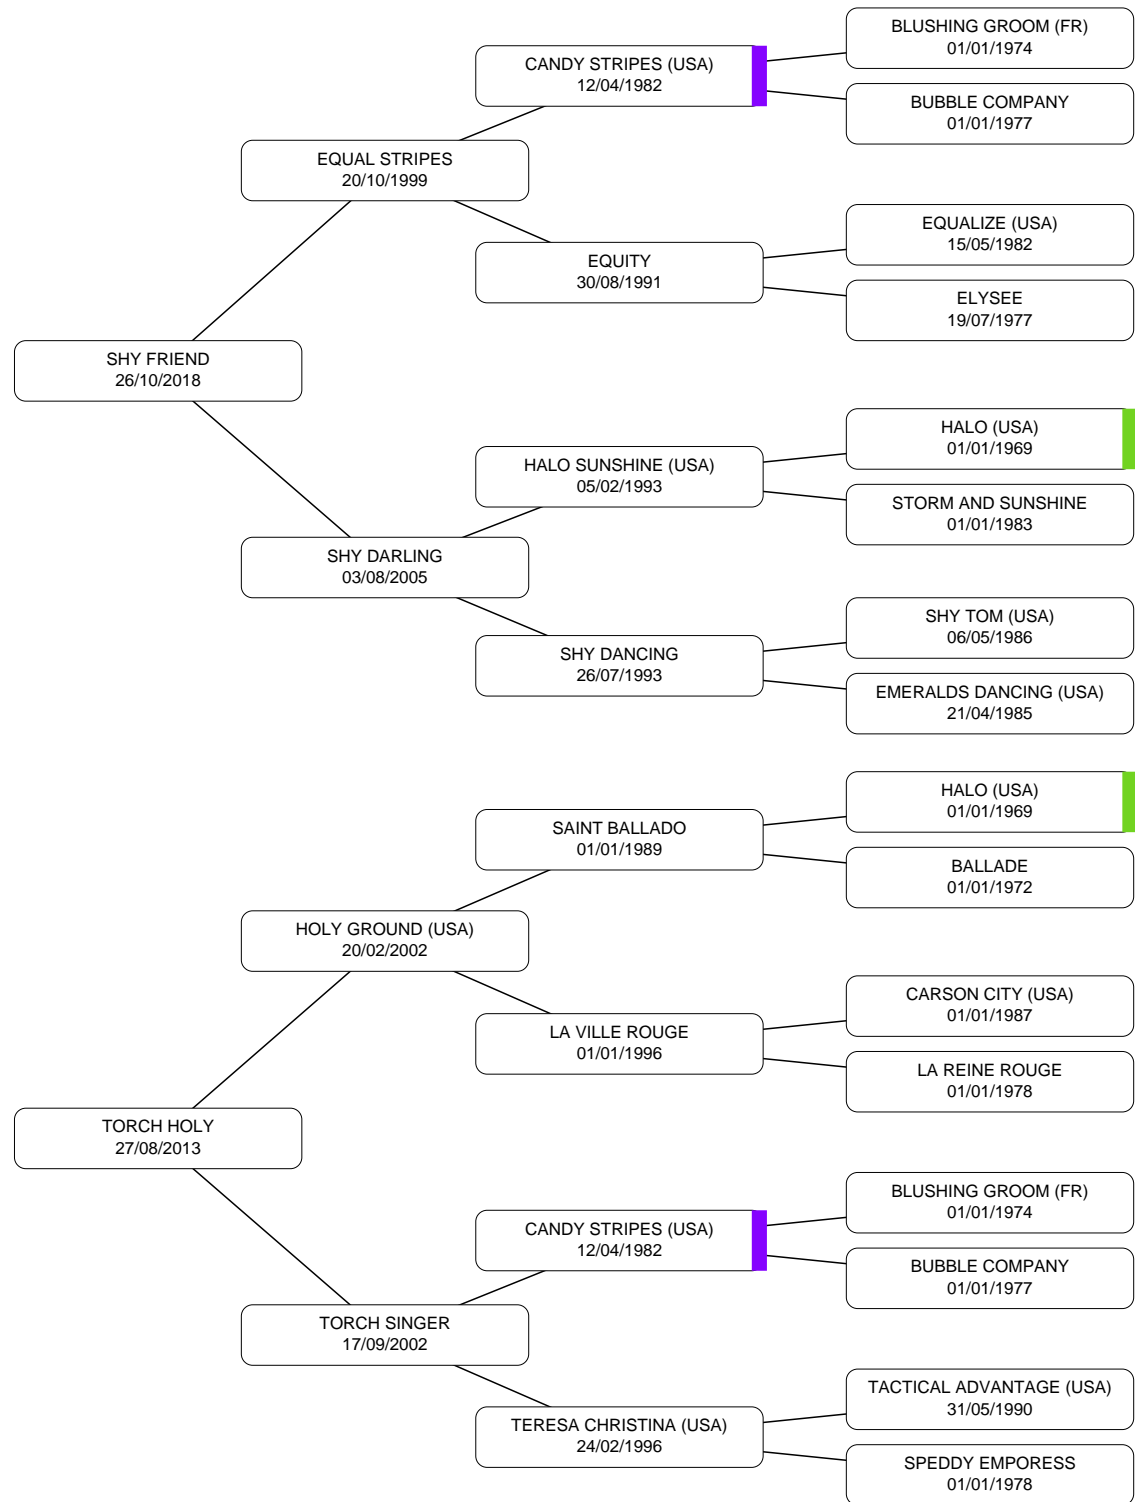 BLUSHING GROOM (FR)
01/01/1974
CANDY STRIPES (USA)
12/04/1982
BUBBLE COMPANY
01/01/1977
EQUAL STRIPES
20/10/1999
EQUALIZE (USA)
15/05/1982
EQUITY
30/08/1991
ELYSEE
19/07/1977
SHY FRIEND
26/10/2018
HALO (USA)
01/01/1969
HALO SUNSHINE (USA)
05/02/1993
STORM AND SUNSHINE
01/01/1983
SHY DARLING
03/08/2005
SHY TOM (USA)
06/05/1986
SHY DANCING
26/07/1993
EMERALDS DANCING (USA)
21/04/1985
HALO (USA)
01/01/1969
SAINT BALLADO
01/01/1989
BALLADE
01/01/1972
HOLY GROUND (USA)
20/02/2002
CARSON CITY (USA)
01/01/1987
LA VILLE ROUGE
01/01/1996
LA REINE ROUGE
01/01/1978
TORCH HOLY
27/08/2013
BLUSHING GROOM (FR)
01/01/1974
CANDY STRIPES (USA)
12/04/1982
BUBBLE COMPANY
01/01/1977
TORCH SINGER
17/09/2002
TACTICAL ADVANTAGE (USA)
31/05/1990
TERESA CHRISTINA (USA)
24/02/1996
SPEDDY EMPORESS
01/01/1978